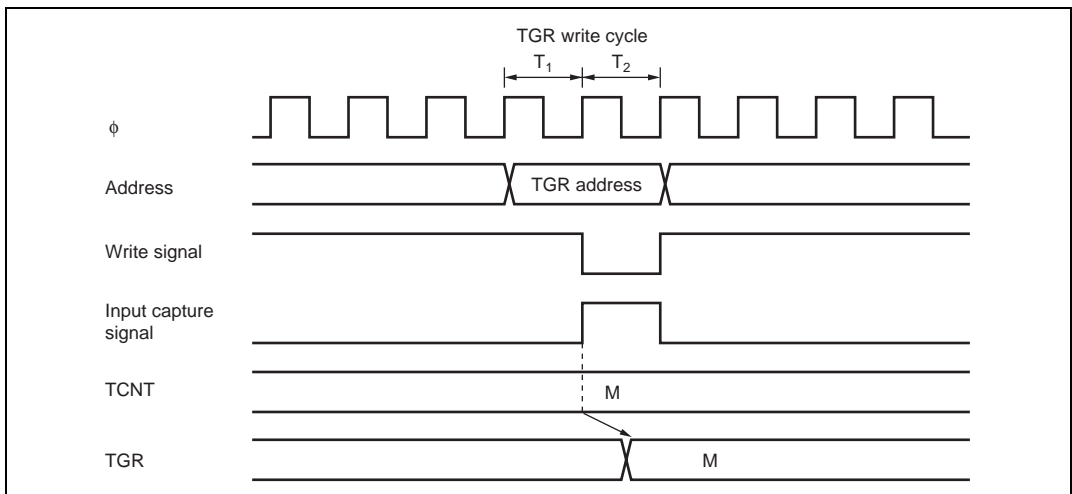 TGR write cycle
T1 T2
ϕ
Address
TGR address
Write signal
Input capture
signal
TCNT
M
TGR
M